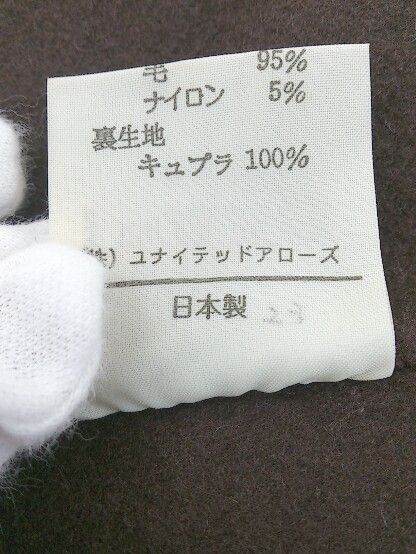 毛 95%
ナイロン 5%
裏生地
キュプラ 100%
(株) ユナイテッドアローズ
日本製